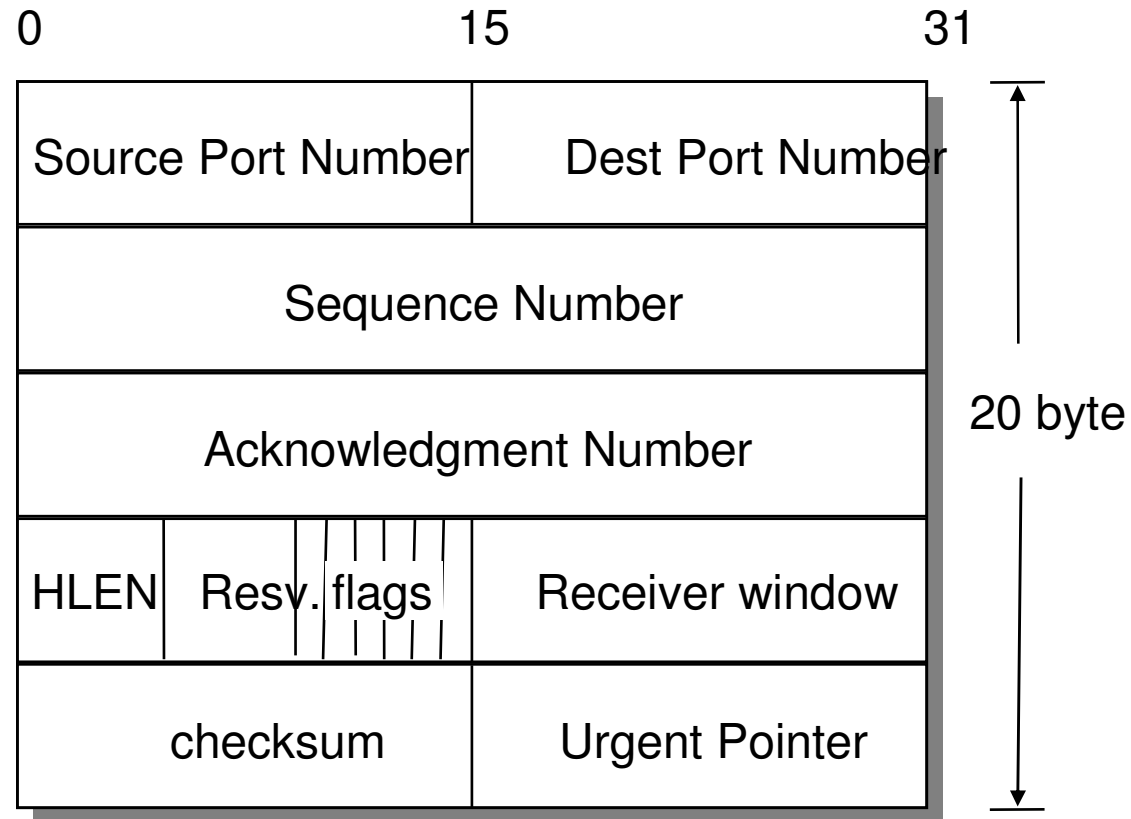 0 15 31
Source Port Number Dest Port Number
Sequence Number
20 byte
Acknowledgment Number
HLEN Resv. flags Receiver window
checksum Urgent Pointer